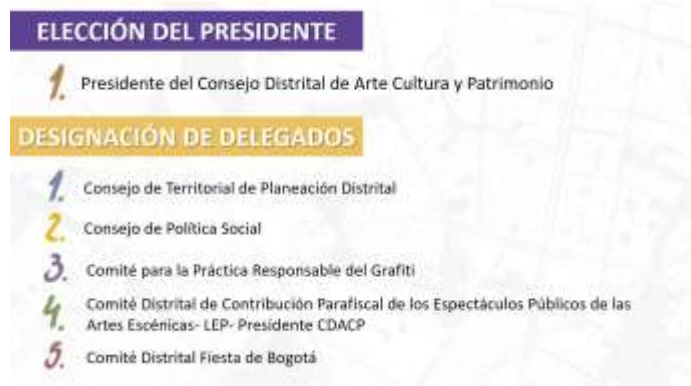 ELECCIÓN DEL PRESIDENTE
1. Presidente del Consejo Distrital de Arte Cultura y Patrimonio
DESIGNACIÓN DE DELEGADOS
1. Consejo de Territorial de Planeación Distrital
2. Consejo de Política Social
3. Comité para la Práctica Responsable del Grafiti
4. Comité Distrital de Contribución Parafiscal de los Espectáculos Públicos de las
Artes Escénicas- LEP- Presidente CDACP
5. Comité Distrital Fiesta de Bogotá